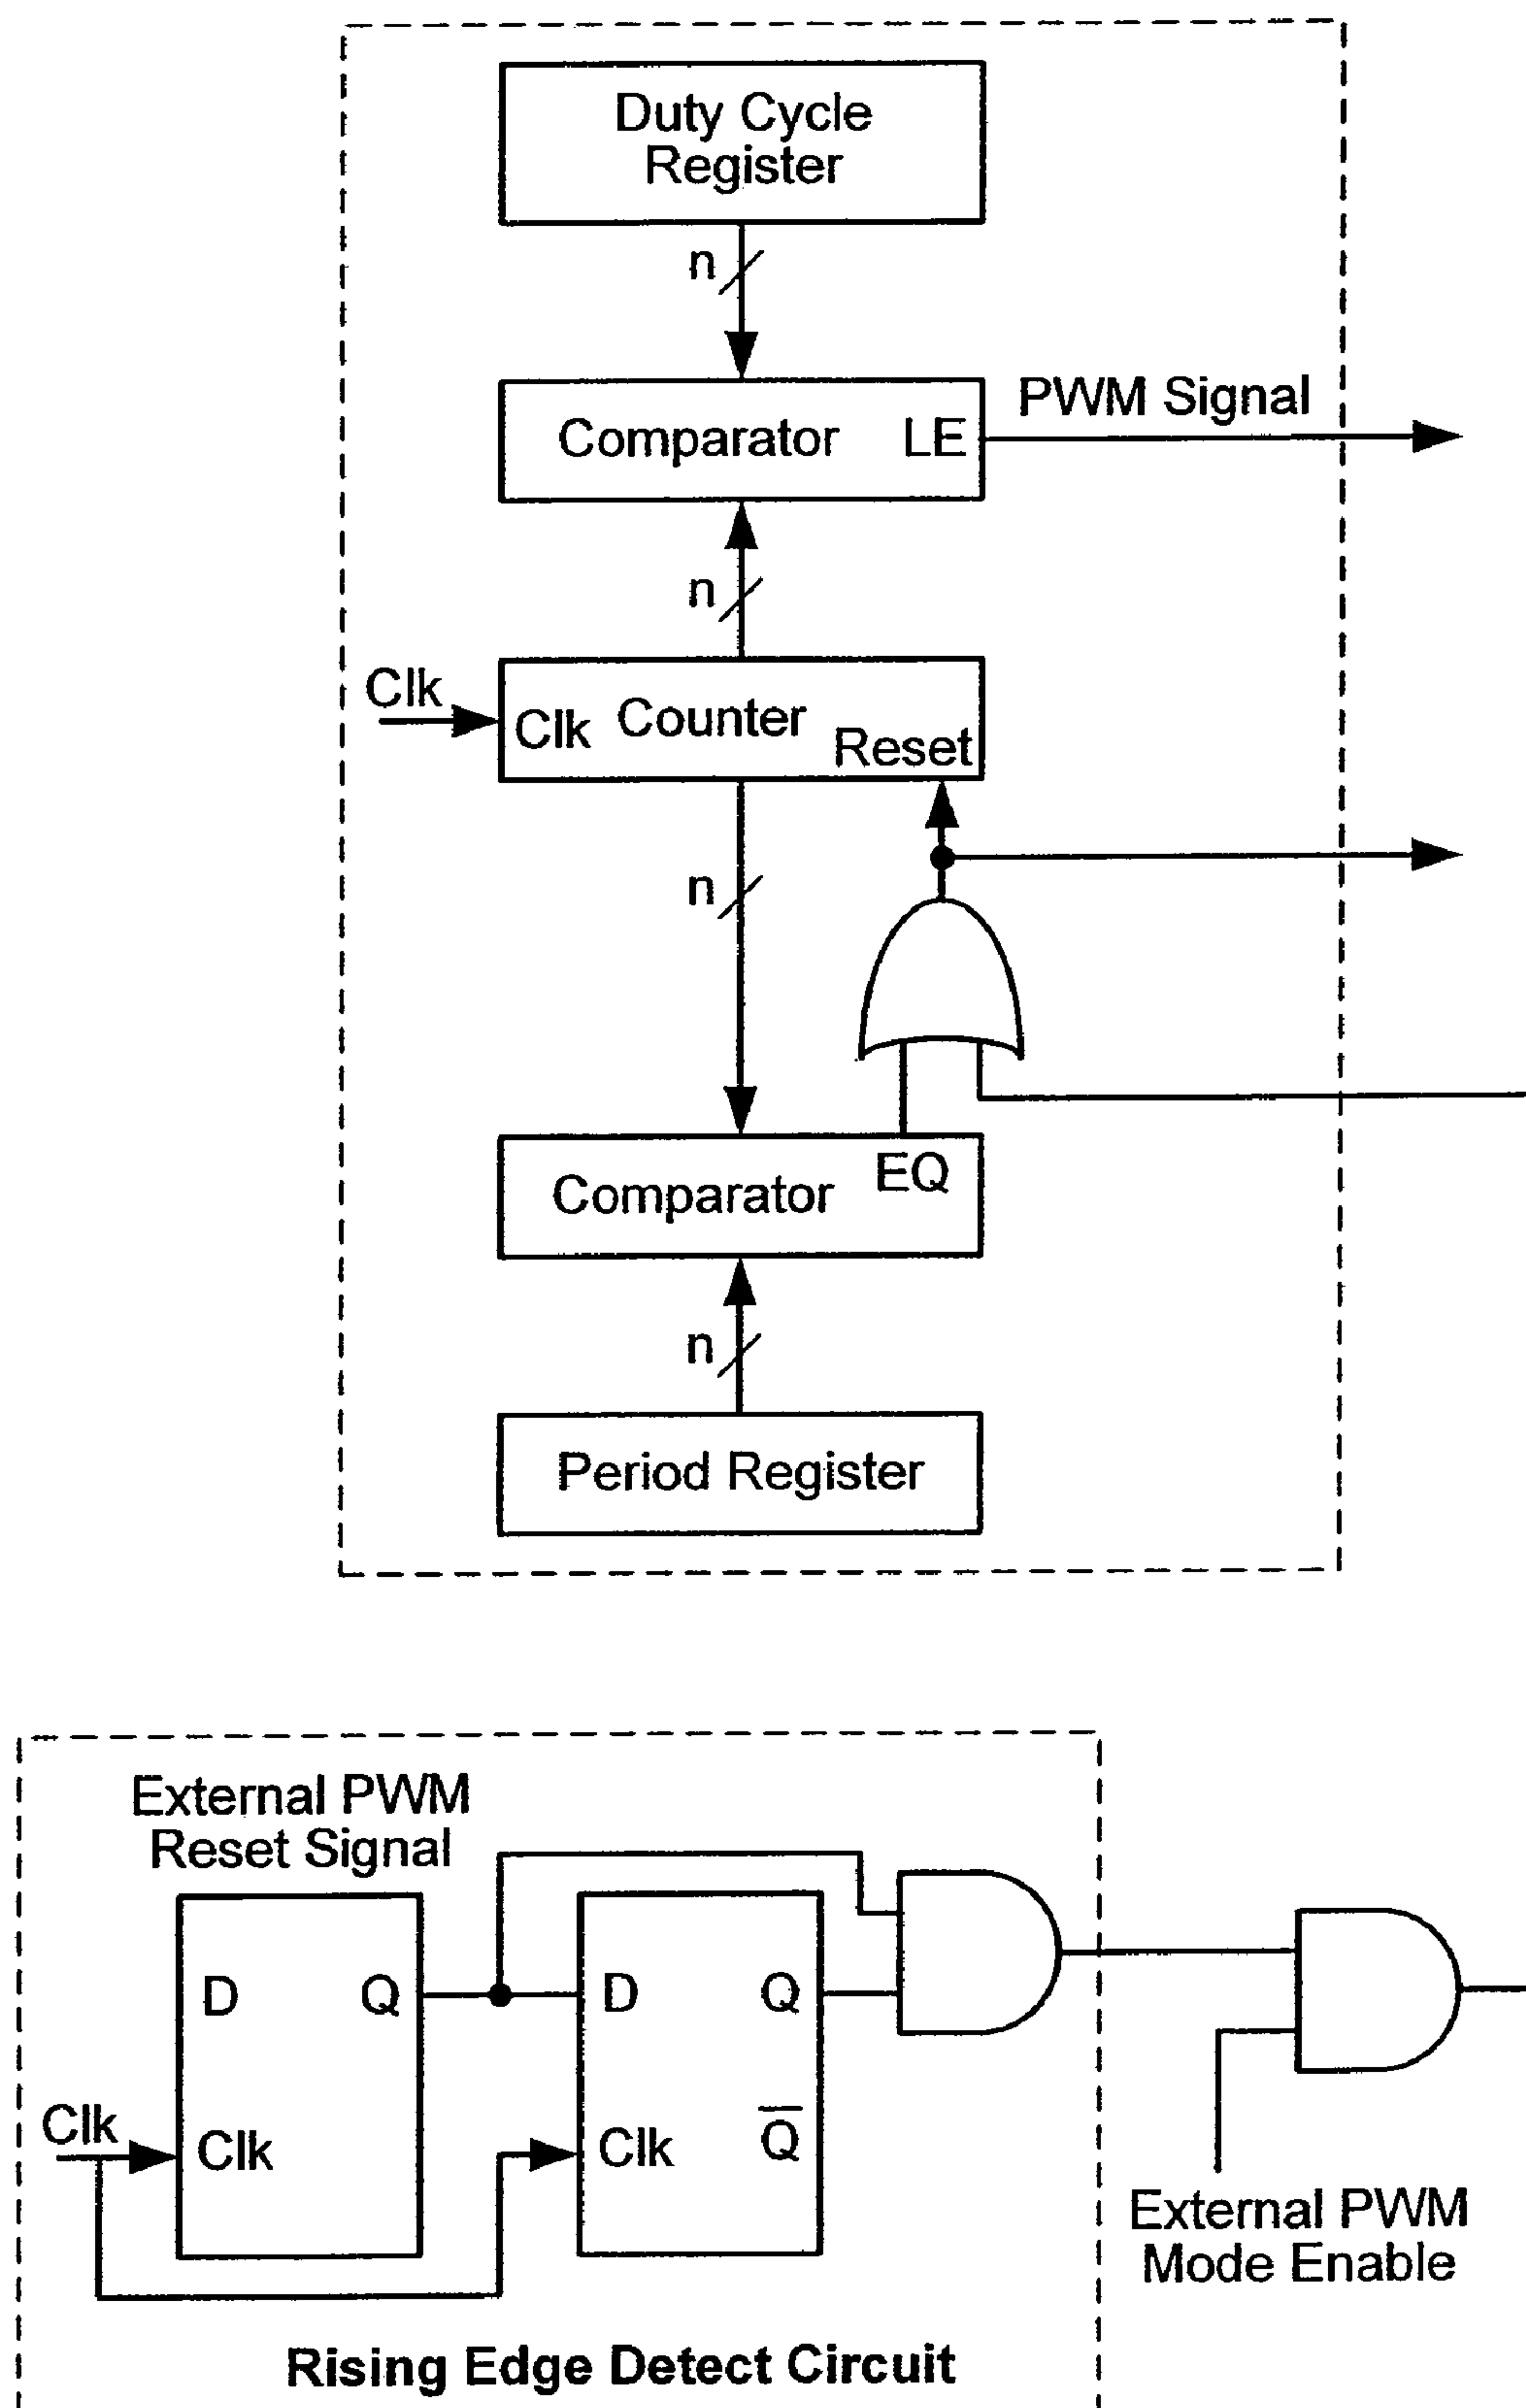 Duty Cycle
Register
n
Comparator LE
PWM Signal
n
Clk
Clk Counter
Reset
n
EQ
Comparator
n
Period Register
External PWM
Reset Signal
D Q
D Q
Clk
Clk
Clk Q̅
External PWM
Mode Enable
Rising Edge Detect Circuit